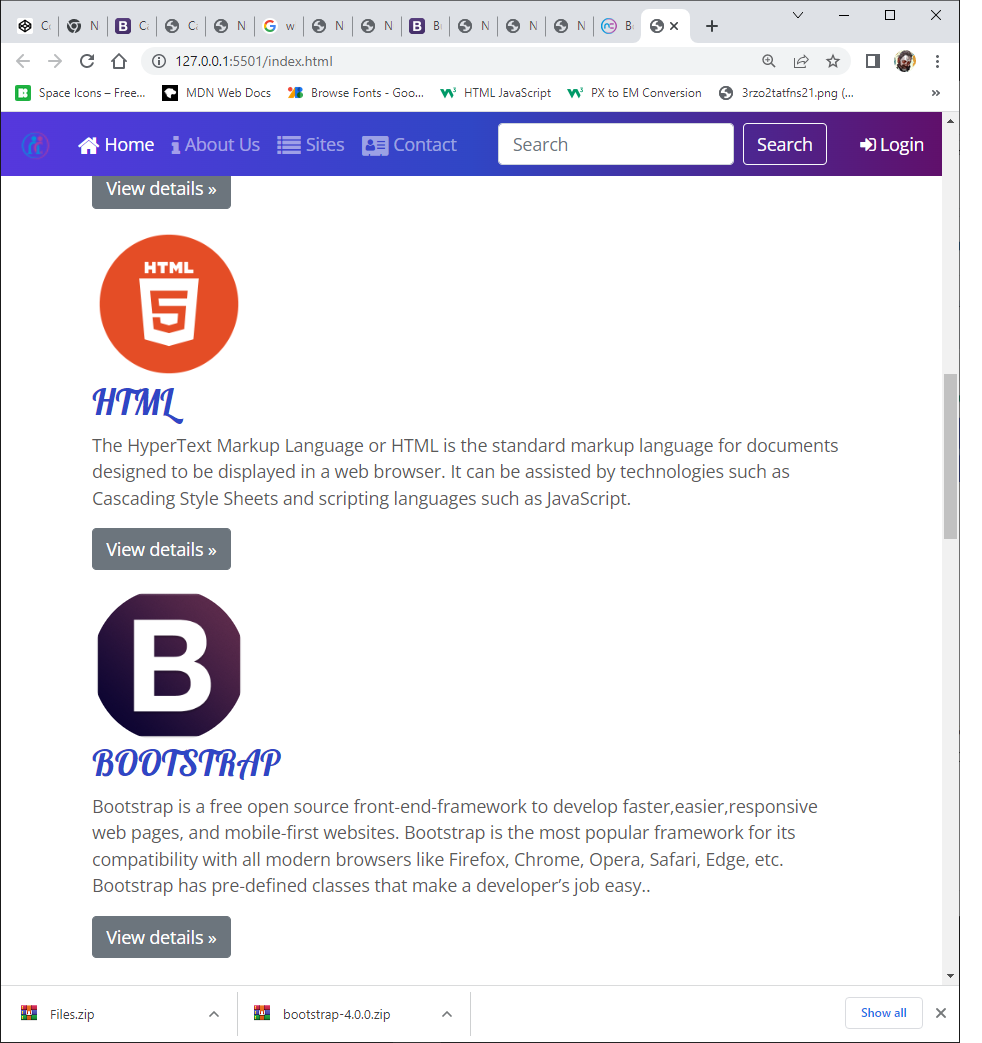 C
N
B
C
C
N
G
w
N
N
B
B
N
N
N
B
127.0.0.1:5501/index.html
Space Icons – Free...
MDN Web Docs
Browse Fonts - Goo...
HTML JavaScript
PX to EM Conversion
3rzo2tatfns21.png (...
»
Home
About Us
Sites
Contact
Search
Search
Login
View details »
HTML
5
HTML
The HyperText Markup Language or HTML is the standard markup language for documents
designed to be displayed in a web browser. It can be assisted by technologies such as
Cascading Style Sheets and scripting languages such as JavaScript.
View details »
B
BOOTSTRAP
Bootstrap is a free open source front-end-framework to develop faster,easier,responsive
web pages, and mobile-first websites. Bootstrap is the most popular framework for its
compatibility with all modern browsers like Firefox, Chrome, Opera, Safari, Edge, etc.
Bootstrap has pre-defined classes that make a developer’s job easy..
View details »
Files.zip
bootstrap-4.0.0.zip
Show all